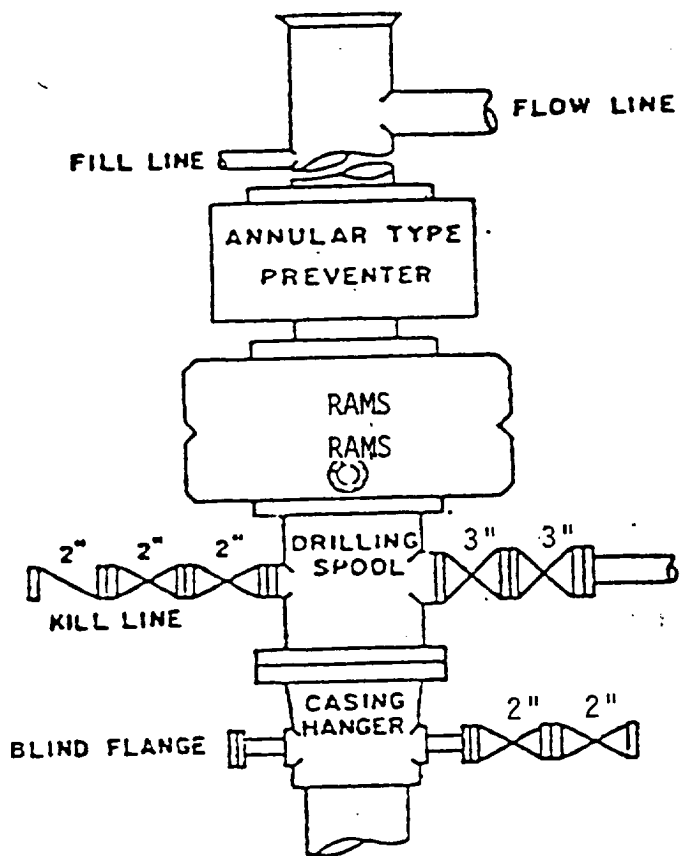 FLOW LINE
FILL LINE
ANNULAR TYPE
PREVENTER
RAMS
RAMS
2" 2" 2"
DRILLING
SPOOL
3" 3"
KILL LINE
CASING
HANGER
2" 2"
BLIND FLANGE